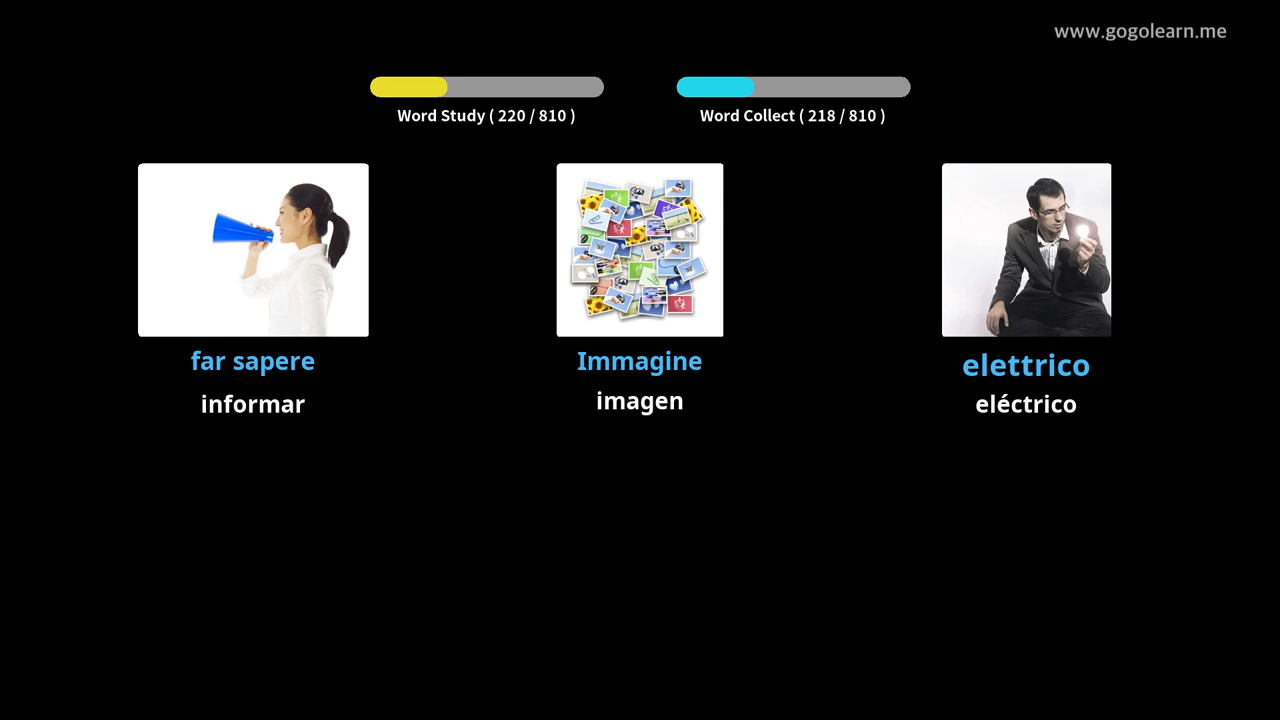 www.gogolearn.me
Word Study ( 220 / 810 )
Word Collect ( 218 / 810 )
far sapere
informar
Immagine
imagen
elettrico
eléctrico